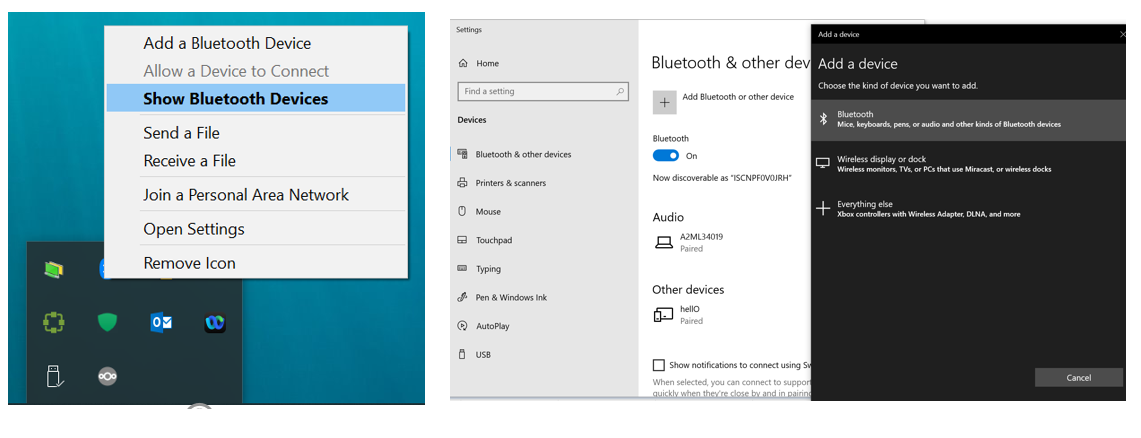 Add a Bluetooth Device
Allow a Device to Connect
Show Bluetooth Devices
Send a File
Receive a File
Join a Personal Area Network
Open Settings
Remove Icon
Settings
Home
Find a setting
Devices
Bluetooth & other devices
Printers & scanners
Mouse
Touchpad
Typing
Pen & Windows Ink
AutoPlay
USB
Bluetooth & other dev
Add Bluetooth or other device
Bluetooth
On
Now discoverable as "ISCNPF0V0JRH"
Audio
A2ML34019
Paired
Other devices
hellO
Paired
Show notifications to connect using Sw
When selected, you can connect to suppor
quickly when they're close by and in pairing
Add a device
Add a device
Choose the kind of device you want to add.
Bluetooth
Mice, keyboards, pens, or audio and other kinds of Bluetooth devices
Wireless display or dock
Wireless monitors, TVs, or PCs that use Miracast, or wireless docks
Everything else
Xbox controllers with Wireless Adapter, DLNA, and more
Cancel